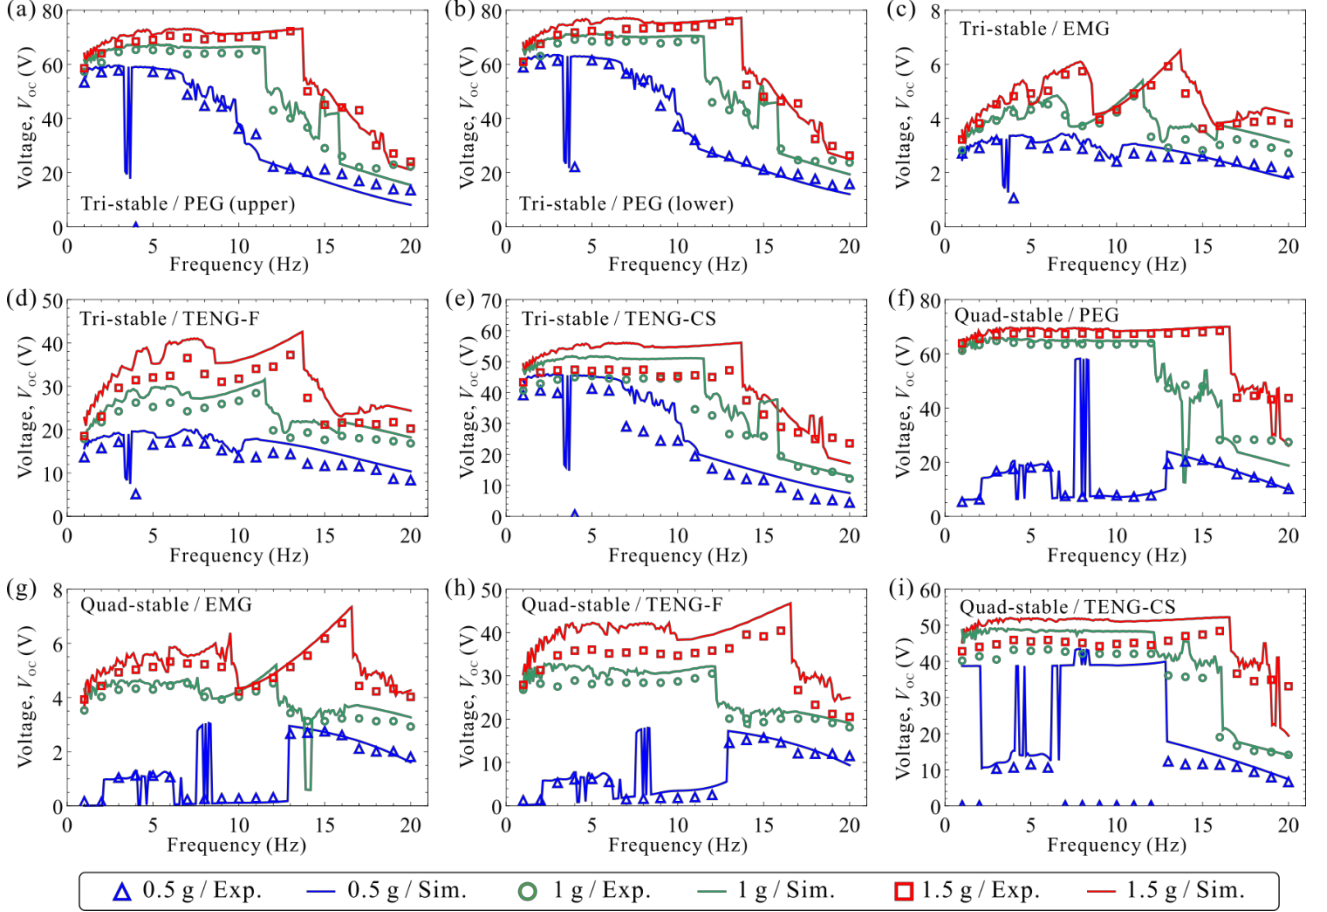 (a)
80
60
40
20
0
Voltage, Voc (V)
Tri-stable / PEG (upper)
0 5 10 15 20
Frequency (Hz)
(b)
80
60
40
20
0
Voltage, Voc (V)
Tri-stable / PEG (lower)
0 5 10 15 20
Frequency (Hz)
(c)
8
6
4
2
0
Voltage, Voc (V)
Tri-stable / EMG
0 5 10 15 20
Frequency (Hz)
(d)
50
40
30
20
10
0
Voltage, Voc (V)
Tri-stable / TENG-F
0 5 10 15 20
Frequency (Hz)
(e)
70
60
50
40
30
20
10
0
Voltage, Voc (V)
Tri-stable / TENG-CS
0 5 10 15 20
Frequency (Hz)
(f)
80
60
40
20
0
Voltage, Voc (V)
Quad-stable / PEG
0 5 10 15 20
Frequency (Hz)
(g)
8
6
4
2
0
Voltage, Voc (V)
Quad-stable / EMG
0 5 10 15 20
Frequency (Hz)
(h)
50
40
30
20
10
0
Voltage, Voc (V)
Quad-stable / TENG-F
0 5 10 15 20
Frequency (Hz)
(i)
60
50
40
30
20
10
0
Voltage, Voc (V)
Quad-stable / TENG-CS
0 5 10 15 20
Frequency (Hz)
0.5 g / Exp. 0.5 g / Sim. 1 g / Exp. 1 g / Sim. 1.5 g / Exp. 1.5 g / Sim.